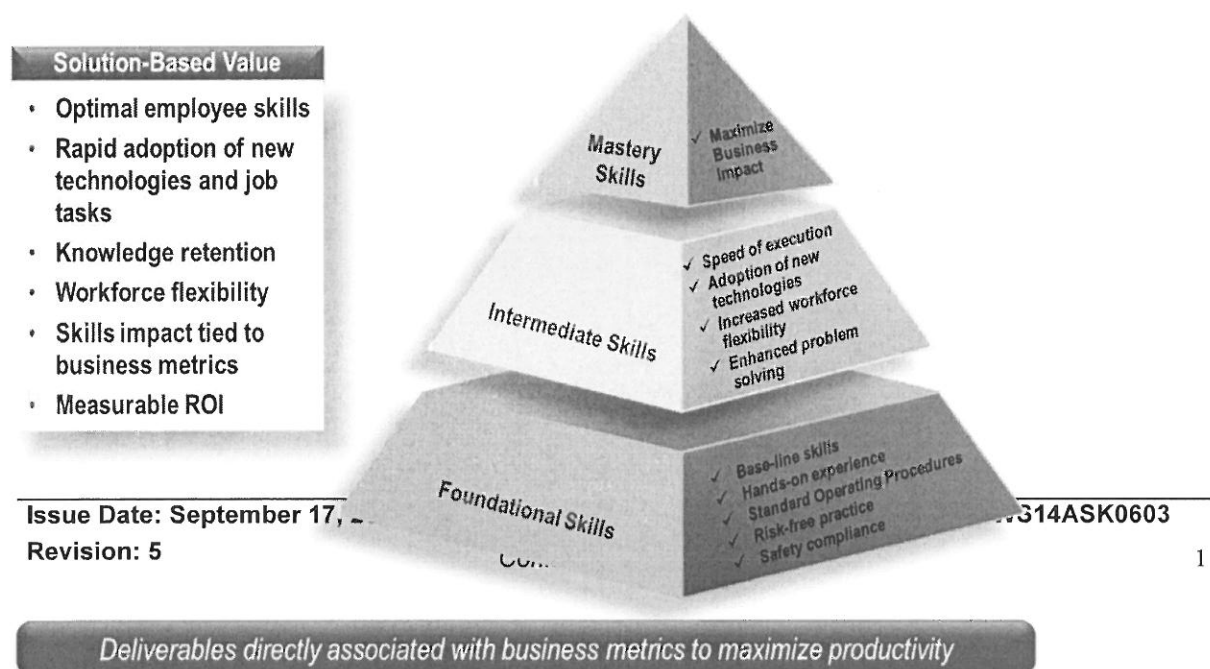 Solution-Based Value
• Optimal employee skills
• Rapid adoption of new
technologies and job
tasks
• Knowledge retention
• Workforce flexibility
• Skills impact tied to
business metrics
• Measurable ROI
Mastery
Skills
✓ Maximize
Business
Impact
Intermediate Skills
✓ Speed of execution
✓ Adoption of new
technologies
✓ Increased workforce
flexibility
✓ Enhanced problem
solving
Foundational Skills
✓ Base-line skills
✓ Hands-on experience
✓ Standard Operating Procedures
✓ Risk-free practice
✓ Safety compliance
Issue Date: September 17,
G14ASK0603
Revision: 5
1
Deliverables directly associated with business metrics to maximize productivity